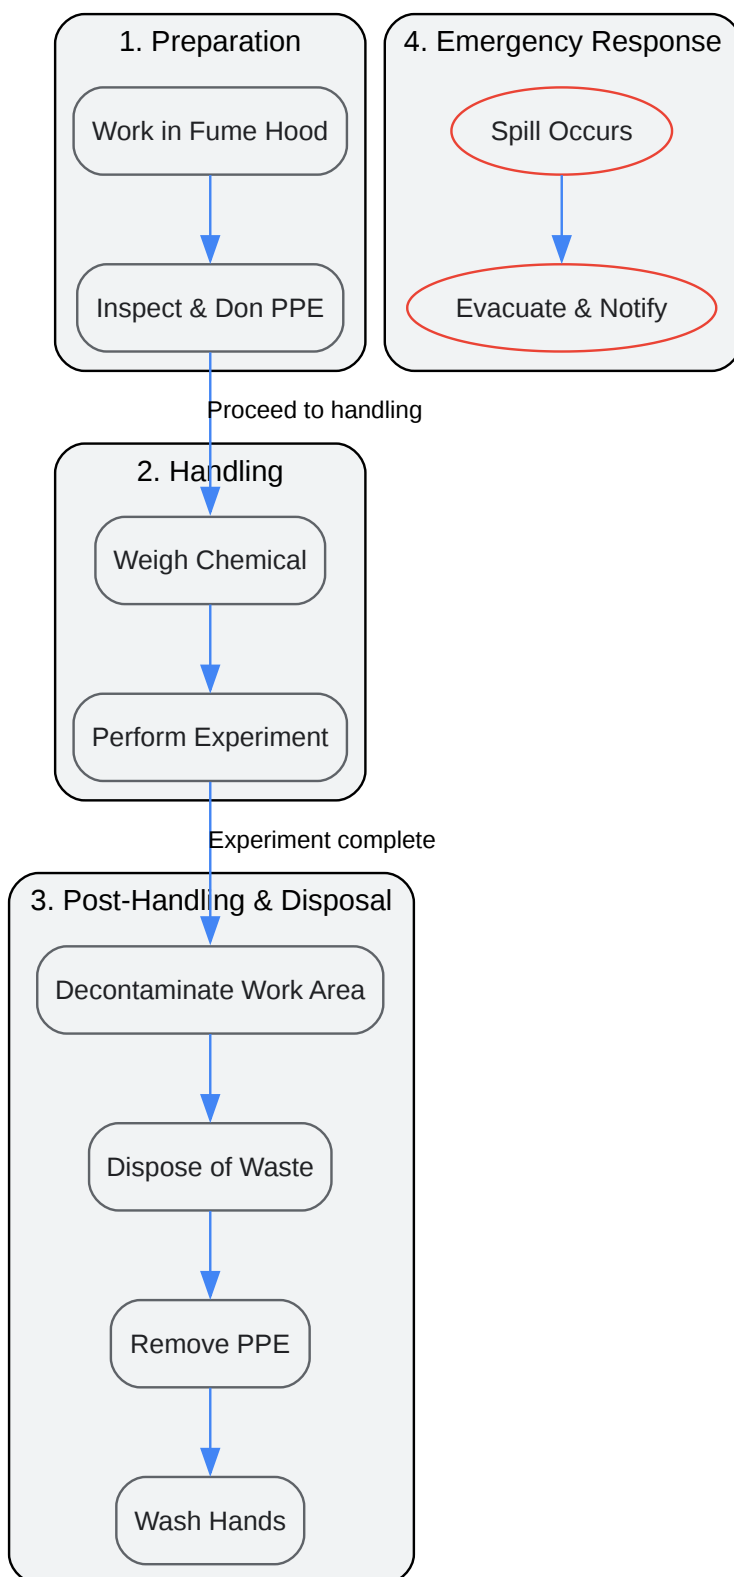 1. Preparation
Work in Fume Hood
Inspect & Don PPE
Proceed to handling
2. Handling
Weigh Chemical
Perform Experiment
Experiment complete
3. Post-Handling & Disposal
Decontaminate Work Area
Dispose of Waste
Remove PPE
Wash Hands
4. Emergency Response
Spill Occurs
Evacuate & Notify